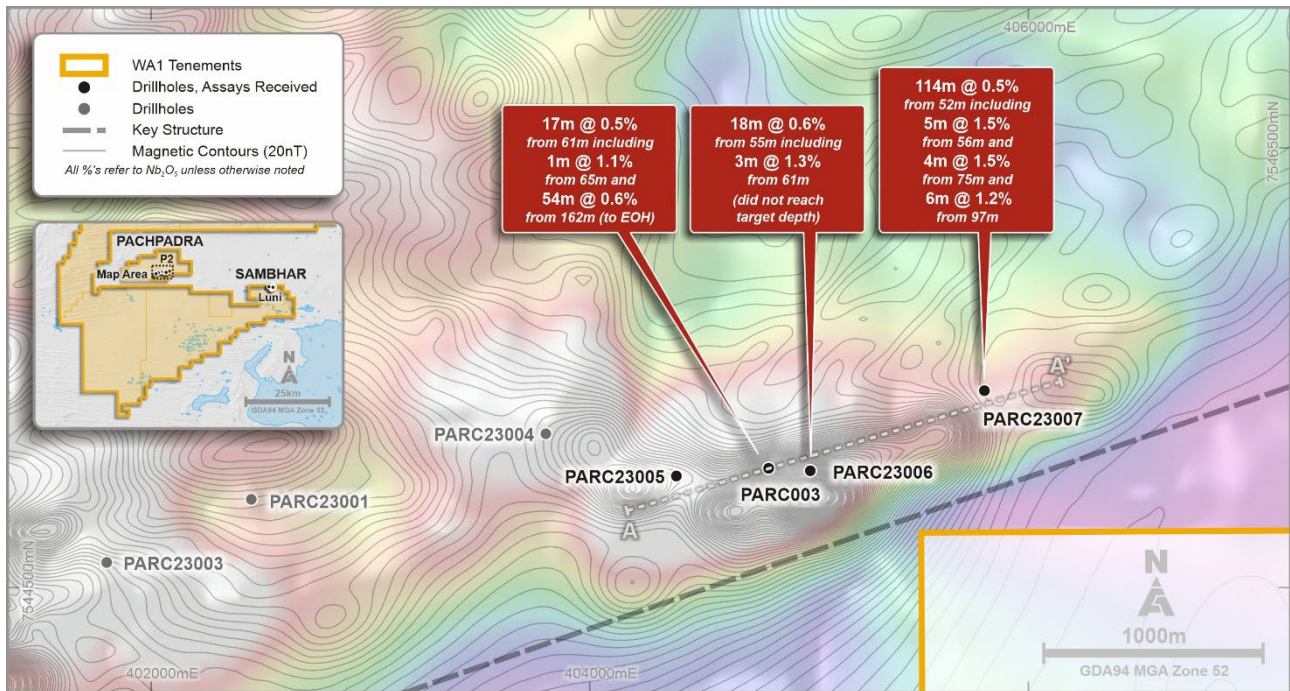 WA1 Tenements
Drillholes, Assays Received
Drillholes
Key Structure
Magnetic Contours (20nT)
All %'s refer to Nb₂O₅ unless otherwise noted
PACHPADRA
P2
Map Area
SAMBHAR
Luni
N
25km
GDA94 MGA Zone 52
17m @ 0.5%
from 61m including
1m @ 1.1%
from 65m and
54m @ 0.6%
from 162m (to EOH)
18m @ 0.6%
from 55m including
3m @ 1.3%
from 61m
(did not reach
target depth)
114m @ 0.5%
from 52m including
5m @ 1.5%
from 56m and
4m @ 1.5%
from 75m and
6m @ 1.2%
from 97m
406000mE
7546500mN
A'
PARC23007
PARC23004
PARC23005
PARC003
PARC23006
PARC23001
A
PARC23003
7544500mN
402000mE
404000mE
N
1000m
GDA94 MGA Zone 52